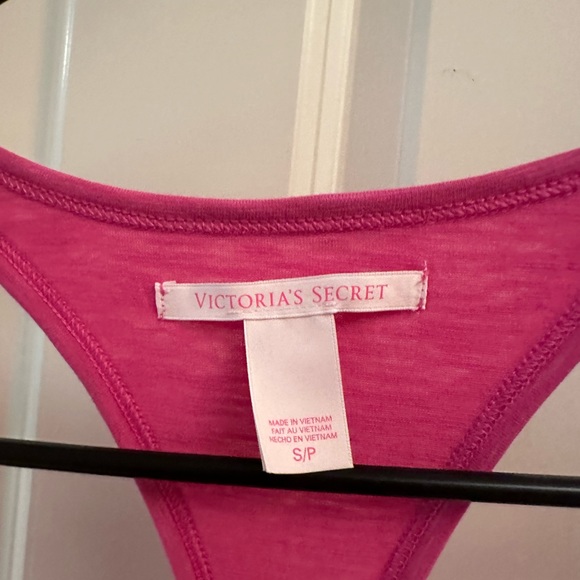 VICTORIA'S SECRET
MADE IN VIETNAM
FAIT AU VIETNAM
HECHO EN VIETNAM
S/P